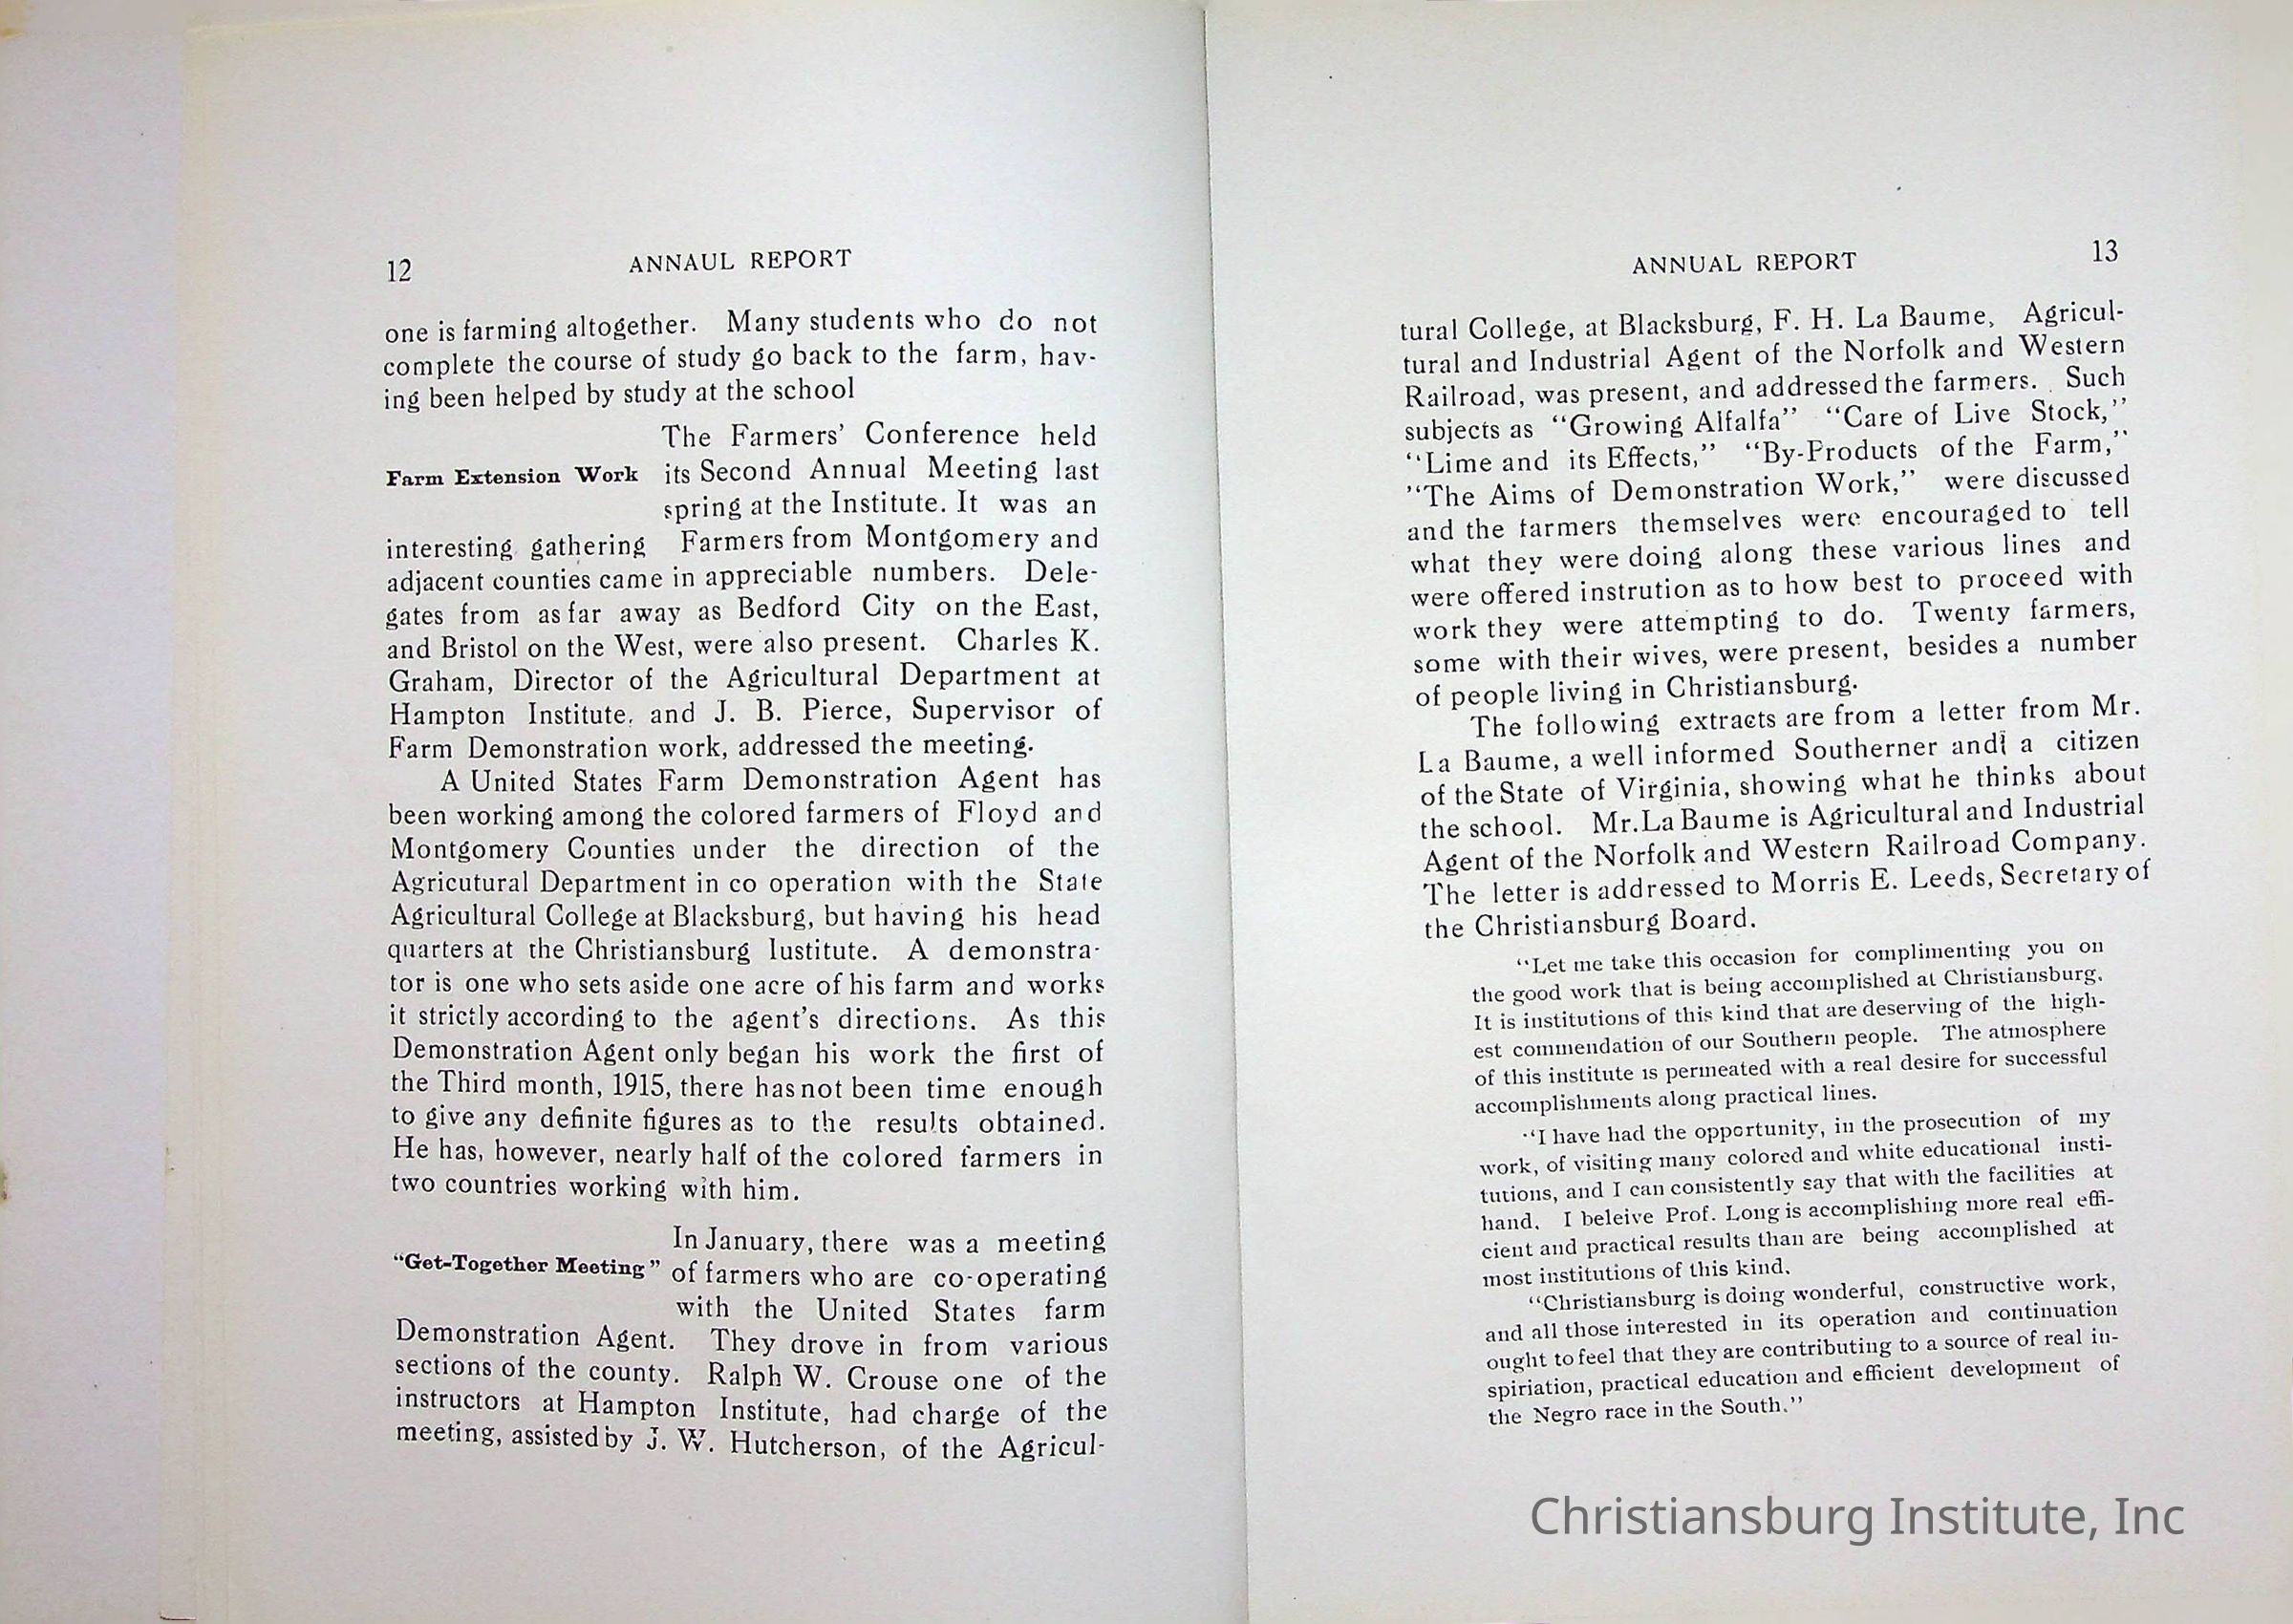 12 ANNAUL REPORT
one is farming altogether. Many students who do not
complete the course of study go back to the farm, hav-
ing been helped by study at the school
The Farmers' Conference held
Farm Extension Work its Second Annual Meeting last
spring at the Institute. It was an
interesting gathering Farmers from Montgomery and
adjacent counties came in appreciable numbers. Dele-
gates from as far away as Bedford City on the East,
and Bristol on the West, were also present. Charles K.
Graham, Director of the Agricultural Department at
Hampton Institute, and J. B. Pierce, Supervisor of
Farm Demonstration work, addressed the meeting.
A United States Farm Demonstration Agent has
been working among the colored farmers of Floyd and
Montgomery Counties under the direction of the
Agricutural Department in co operation with the State
Agricultural College at Blacksburg, but having his head
quarters at the Christiansburg Iustitute. A demonstra-
tor is one who sets aside one acre of his farm and works
it strictly according to the agent's directions. As this
Demonstration Agent only began his work the first of
the Third month, 1915, there has not been time enough
to give any definite figures as to the results obtained.
He has, however, nearly half of the colored farmers in
two countries working with him.
In January, there was a meeting
"Get-Together Meeting" of farmers who are co-operating
with the United States farm
Demonstration Agent. They drove in from various
sections of the county. Ralph W. Crouse one of the
instructors at Hampton Institute, had charge of the
meeting, assisted by J. W. Hutcherson, of the Agricul-
ANNUAL REPORT 13
tural College, at Blacksburg, F. H. La Baume, Agricul-
tural and Industrial Agent of the Norfolk and Western
Railroad, was present, and addressed the farmers. Such
subjects as "Growing Alfalfa" "Care of Live Stock,"
"Lime and its Effects," "By-Products of the Farm,"
"The Aims of Demonstration Work," were discussed
and the farmers themselves were encouraged to tell
what they were doing along these various lines and
were offered instrution as to how best to proceed with
work they were attempting to do. Twenty farmers,
some with their wives, were present, besides a number
of people living in Christiansburg.
The following extracts are from a letter from Mr.
La Baume, a well informed Southerner and a citizen
of the State of Virginia, showing what he thinks about
the school. Mr. La Baume is Agricultural and Industrial
Agent of the Norfolk and Western Railroad Company.
The letter is addressed to Morris E. Leeds, Secretary of
the Christiansburg Board.
"Let me take this occasion for complimenting you on
the good work that is being accomplished at Christiansburg.
It is institutions of this kind that are deserving of the high-
est commendation of our Southern people. The atmosphere
of this institute is permeated with a real desire for successful
accomplishments along practical lines.
"I have had the opportunity, in the prosecution of my
work, of visiting many colored and white educational insti-
tutions, and I can consistently say that with the facilities at
hand, I beleive Prof. Long is accomplishing more real effi-
cient and practical results than are being accomplished at
most institutions of this kind.
"Christiansburg is doing wonderful, constructive work,
and all those interested in its operation and continuation
ought to feel that they are contributing to a source of real in-
spiriation, practical education and efficient development of
the Negro race in the South."
Christiansburg Institute, Inc